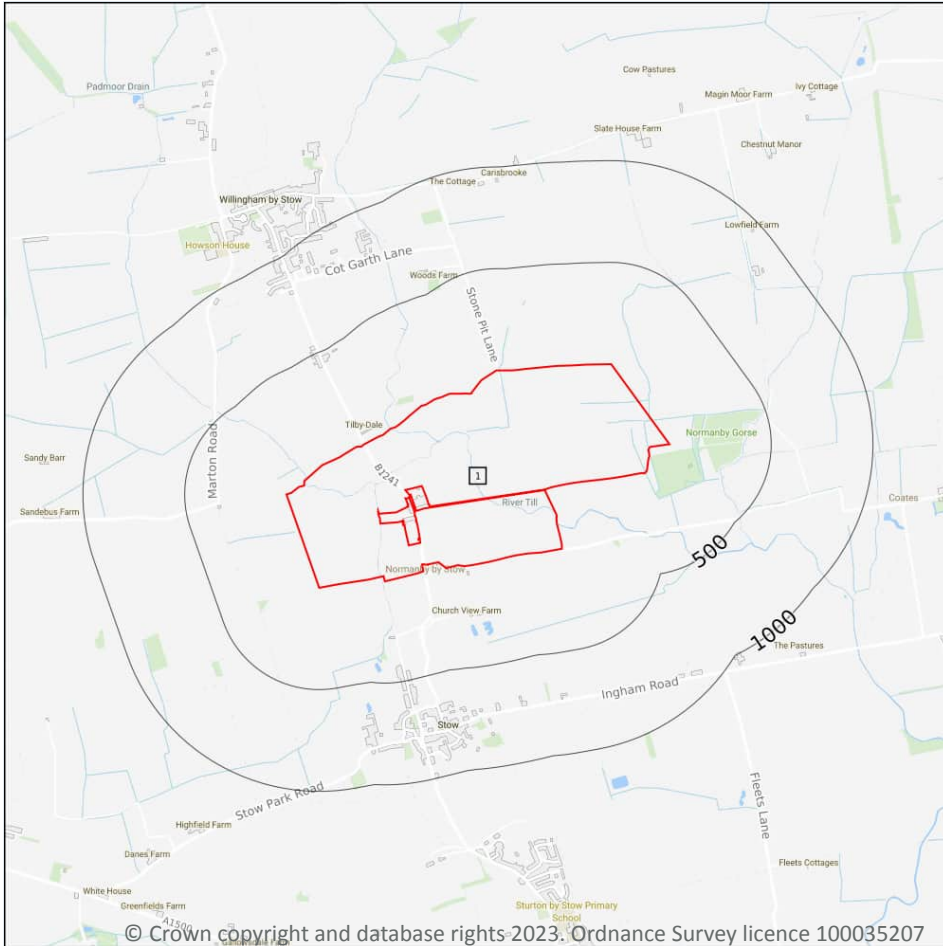 Cow Pastures
Padmoor Drain
Ivy Cottage
Magin Moor Farm
Slate House Farm
Chestnut Manor
Carisbrooke
The Cottage
Willingham by Stow
Lowfield Farm
Howson House
Cot Garth Lane
Woods Farm
Stone Pit Lane
Tilby-Dale
Normanby Gorse
Marton Road
Sandy Barr
B1241
1
Coates
River Till
Sandebus Farm
500
Normanby by Stow
Church View Farm
1000
The Pastures
Ingham Road
Stow
Stow Park Road
Fleets Lane
Highfield Farm
Danes Farm
Fleets Cottages
White House
Greenfields Farm
Sturton by Stow Primary
School
A1500
© Crown copyright and database rights 2023. Ordnance Survey licence 100035207